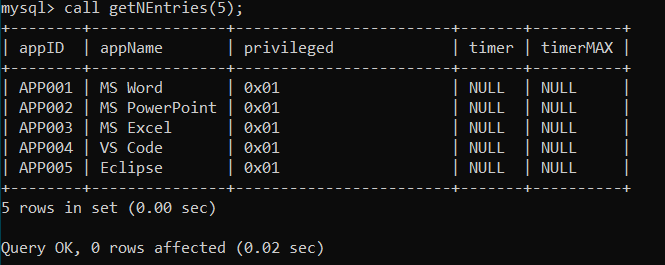 mysql> call getNEntries(5);
+--------+---------------+------------------------+-------+----------+
| appID | appName | privileged | timer | timerMAX |
+--------+---------------+------------------------+-------+----------+
| APP001 | MS Word | 0x01 | NULL | NULL |
| APP002 | MS PowerPoint | 0x01 | NULL | NULL |
| APP003 | MS Excel | 0x01 | NULL | NULL |
| APP004 | VS Code | 0x01 | NULL | NULL |
| APP005 | Eclipse | 0x01 | NULL | NULL |
+--------+---------------+------------------------+-------+----------+
5 rows in set (0.00 sec)
Query OK, 0 rows affected (0.02 sec)